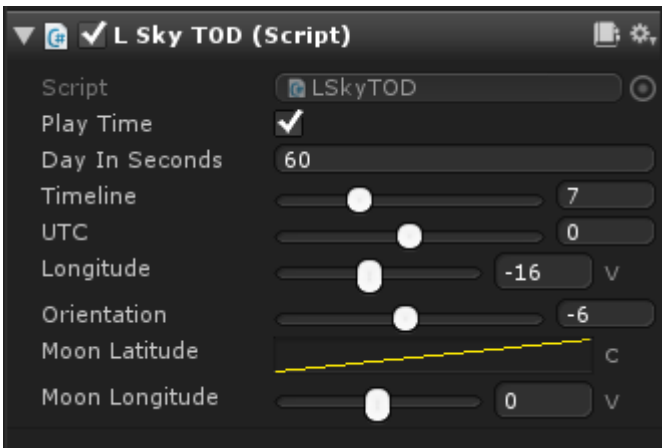 L Sky TOD (Script)
Script LSkyTOD
Play Time
Day In Seconds 60
Timeline 7
UTC 0
Longitude -16 V
Orientation -6
Moon Latitude C
Moon Longitude 0 V